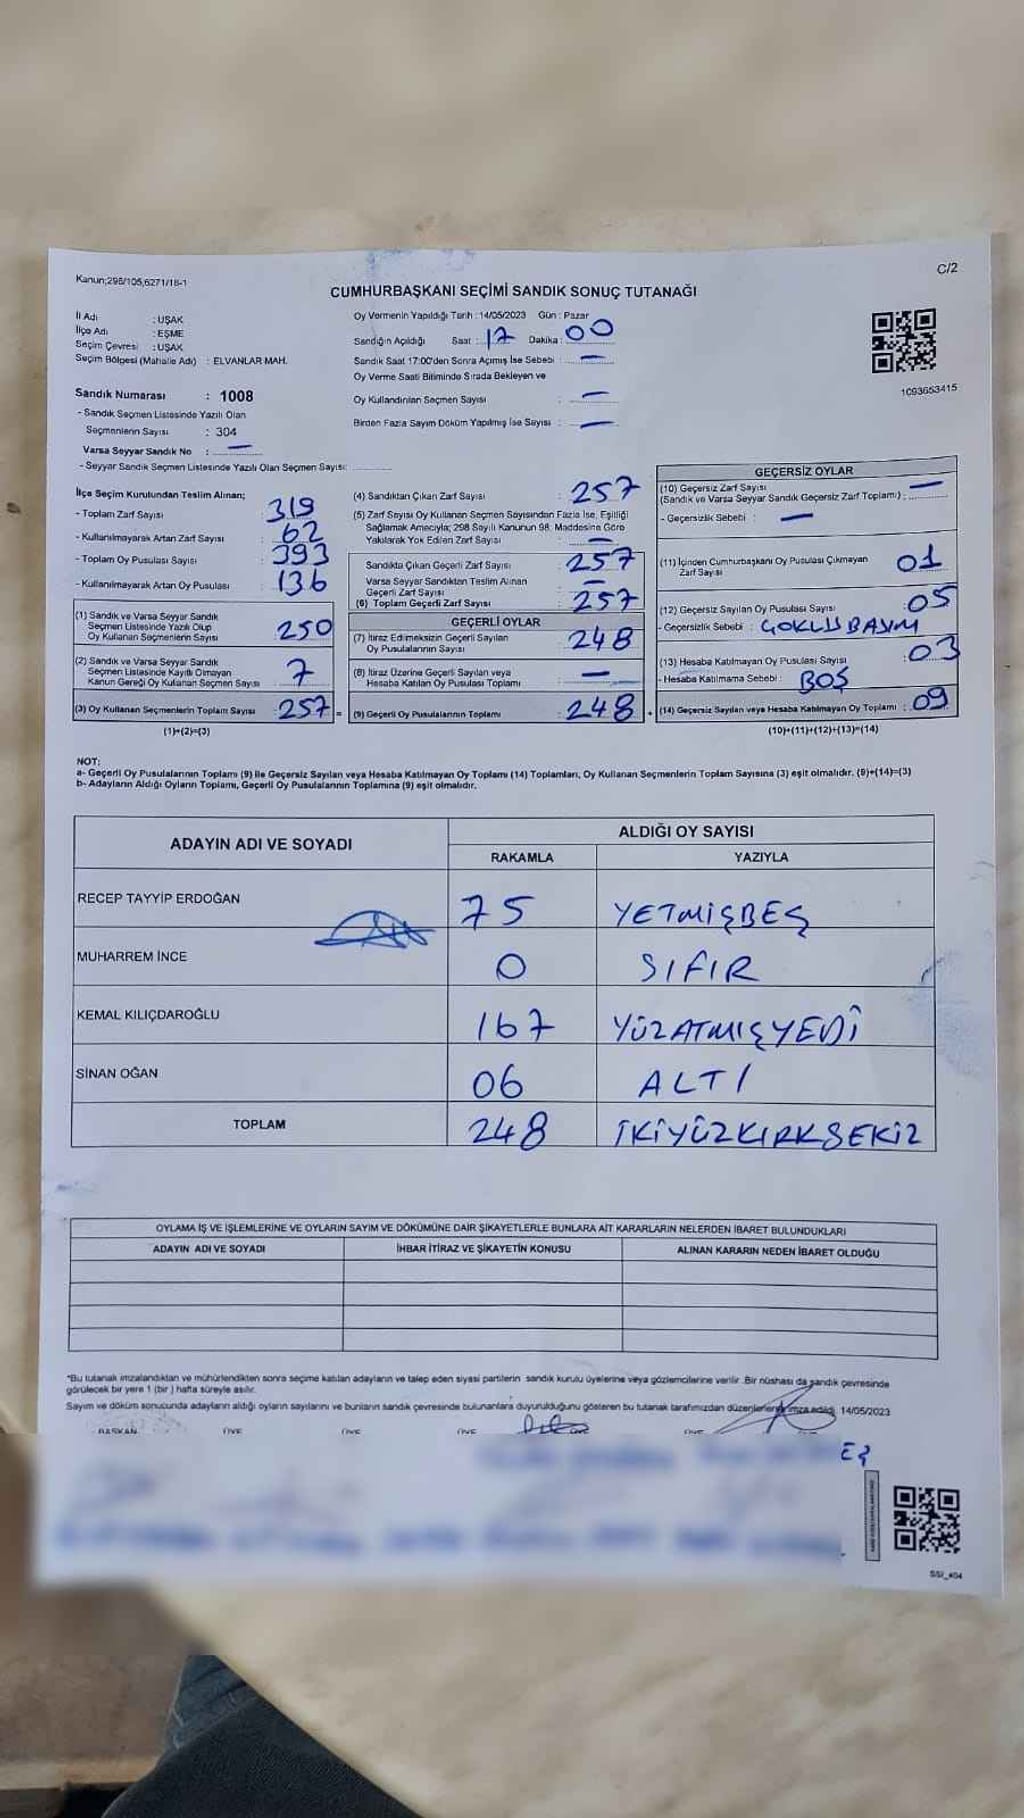 Kanun;298/105,6271/18-1
C/2
CUMHURBAŞKANI SEÇİMİ SANDIK SONUÇ TUTANAĞI
İl Adı : UŞAK
İlçe Adı : EŞME
Seçim Çevresi : UŞAK
Seçim Bölgesi (Mahalle Adı) : ELVANLAR MAH.
Sandık Numarası : 1008
- Sandık Seçmen Listesinde Yazılı Olan
Seçmenlerin Sayısı : 304
Varsa Seyyar Sandık No : —
- Seyyar Sandık Seçmen Listesinde Yazılı Olan Seçmen Sayısı:
Oy Vermenin Yapıldığı Tarih : 14/05/2023 Gün : Pazar
Sandığın Açıldığı Saat : 17 Dakika : 00
Sandık Saat 17:00'den Sonra Açımış İse Sebebi : —
Oy Verme Saati Bitiminde Sırada Bekleyen ve
Oy Kullandırılan Seçmen Sayısı : —
Birden Fazla Sayım Döküm Yapılmış İse Sayısı : —
1093653415
İlçe Seçim Kurulundan Teslim Alınan;
- Toplam Zarf Sayısı : 319
- Kullanılmayarak Artan Zarf Sayısı : 62
- Toplam Oy Pusulası Sayısı : 393
- Kullanılmayarak Artan Oy Pusulası : 136
(1) Sandık ve Varsa Seyyar Sandık
Seçmen Listesinde Yazılı Olup
Oy Kullanan Seçmenlerin Sayısı : 250
(2) Sandık ve Varsa Seyyar Sandık
Seçmen Listesinde Kayıtlı Olmayan
Kanun Gereği Oy Kullanan Seçmen Sayısı : 7
(3) Oy Kullanan Seçmenlerin Toplam Sayısı : 257 =
(1)+(2)=(3)
(4) Sandıktan Çıkan Zarf Sayısı : 257
(5) Zarf Sayısı Oy Kullanan Seçmen Sayısından Fazla İse, Eşitliği
Sağlamak Amacıyla; 298 Sayılı Kanunun 98. Maddesine Göre
Yakılarak Yok Edilen Zarf Sayısı : —
Sandıkta Çıkan Geçerli Zarf Sayısı : 257
Varsa Seyyar Sandıktan Teslim Alınan
Geçerli Zarf Sayısı : —
(6) Toplam Geçerli Zarf Sayısı : 257
GEÇERLİ OYLAR
(7) İtiraz Edilmeksizin Geçerli Sayılan
Oy Pusulalarının Sayısı : 248
(8) İtiraz Üzerine Geçerli Sayılan veya
Hesaba Katılan Oy Pusulası Toplamı : —
(9) Geçerli Oy Pusulalarının Toplamı : 248 +
GEÇERSİZ OYLAR
(10) Geçersiz Zarf Sayısı
(Sandık ve Varsa Seyyar Sandık Geçersiz Zarf Toplamı) : —
- Geçersizlik Sebebi : —
(11) İçinden Cumhurbaşkanı Oy Pusulası Çıkmayan
Zarf Sayısı : 01
(12) Geçersiz Sayılan Oy Pusulası Sayısı : 05
- Geçersizlik Sebebi : ÇOKLU BASIM
(13) Hesaba Katılmayan Oy Pusulası Sayısı : 03
- Hesaba Katılmama Sebebi : BOŞ
(14) Geçersiz Sayılan veya Hesaba Katılmayan Oy Toplamı : 09
(10)+(11)+(12)+(13)=(14)
NOT:
a- Geçerli Oy Pusulalarının Toplamı (9) ile Geçersiz Sayılan veya Hesaba Katılmayan Oy Toplamı (14) Toplamları, Oy Kullanan Seçmenlerin Toplam Sayısına (3) eşit olmalıdır. (9)+(14)=(3)
b- Adayların Aldığı Oyların Toplamı, Geçerli Oy Pusulalarının Toplamına (9) eşit olmalıdır.
ADAYIN ADI VE SOYADI
ALDIĞI OY SAYISI
RAKAMLA YAZIYLA
RECEP TAYYİP ERDOĞAN 75 YETMİŞBEŞ
MUHARREM İNCE 0 SIFIR
KEMAL KILIÇDAROĞLU 167 YÜZATMIŞYEDİ
SİNAN OĞAN 06 ALTI
TOPLAM 248 İKİYÜZKIRKSEKİZ
OYLAMA İŞ VE İŞLEMLERİNE VE OYLARIN SAYIM VE DÖKÜMÜNE DAİR ŞİKAYETLERLE BUNLARA AİT KARARLARIN NELERDEN İBARET BULUNDUKLARI
ADAYIN ADI VE SOYADI İHBAR İTİRAZ VE ŞİKAYETİN KONUSU ALINAN KARARIN NEDEN İBARET OLDUĞU
*Bu tutanak imzalandıktan ve mühürlendikten sonra seçime katılan adayların ve talep eden siyasi partilerin sandık kurulu üyelerine veya gözlemcilerine verilir. Bir nüshası da sandık çevresinde
görülecek bir yere 1 (bir) hafta süreyle asılır.
Sayım ve döküm sonucunda adayların aldığı oyların sayılarını ve bunların sandık çevresinde bulunanlara duyurulduğunu gösteren bu tutanak tarafımızdan düzenlenerek imza edildi. 14/05/2023
BAŞKAN ÜYE ÜYE ÜYE ÜYE
SSI_404